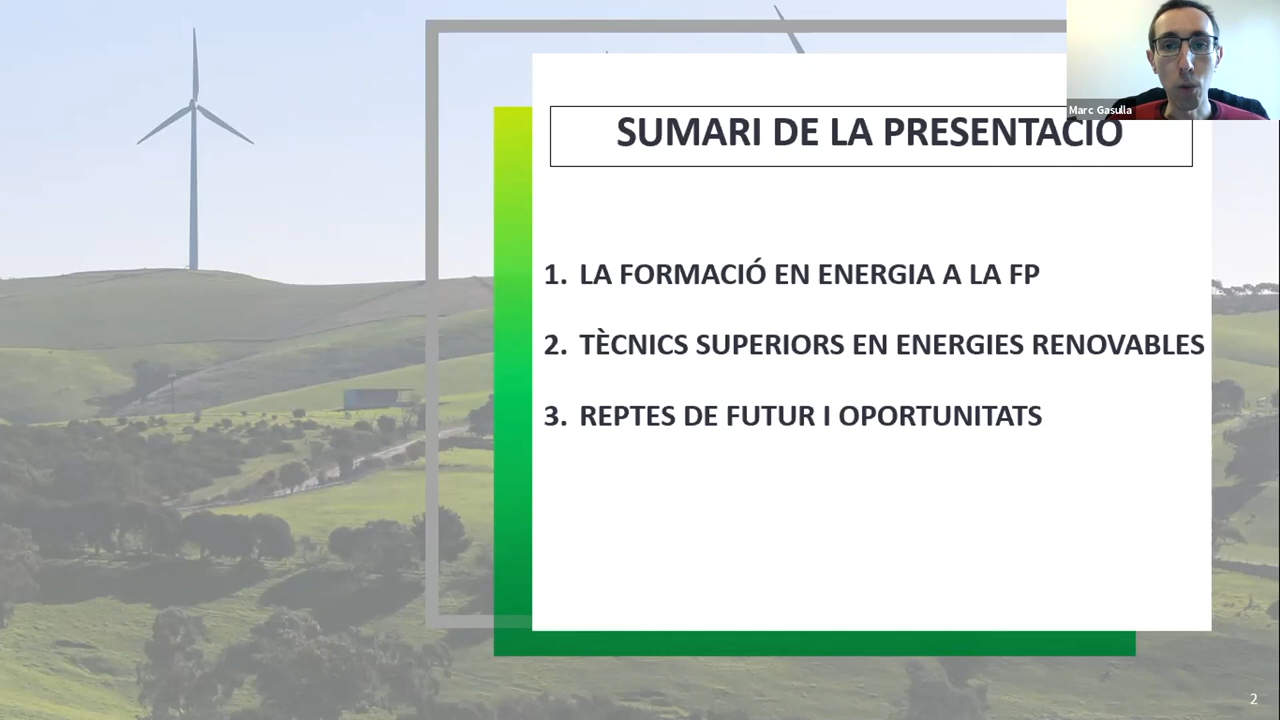 Marc Gasulla
SUMARI DE LA PRESENTACIÓ
1. LA FORMACIÓ EN ENERGIA A LA FP
2. TÈCNICS SUPERIORS EN ENERGIES RENOVABLES
3. REPTES DE FUTUR I OPORTUNITATS
2